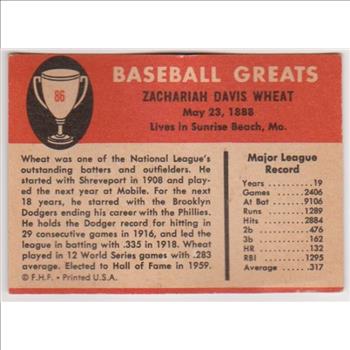 86
BASEBALL GREATS
ZACHARIAH DAVIS WHEAT
May 23, 1888
Lives in Sunrise Beach, Mo.
Wheat was one of the National League's
outstanding batters and outfielders. He
started with Shreveport in 1908 and play-
ed the next year at Mobile. For the next
18 years, he starred with the Brooklyn
Dodgers ending his career with the Phillies.
He holds the Dodger record for hitting in
29 consecutive games in 1916, and led the
league in batting with .335 in 1918. Wheat
played in 12 World Series games with .283
average. Elected to Hall of Fame in 1959.
© F.H.F. • Printed U.S.A.
Major League
Record
Years . . . . . . . . . . 19
Games . . . . . . . 2406
At Bat . . . . . . . 9106
Runs . . . . . . . . 1289
Hits . . . . . . . . . 2884
2b . . . . . . . . . . 476
3b . . . . . . . . . . 162
HR . . . . . . . . . . 132
RBI . . . . . . . . . 1295
Average . . . . . . .317